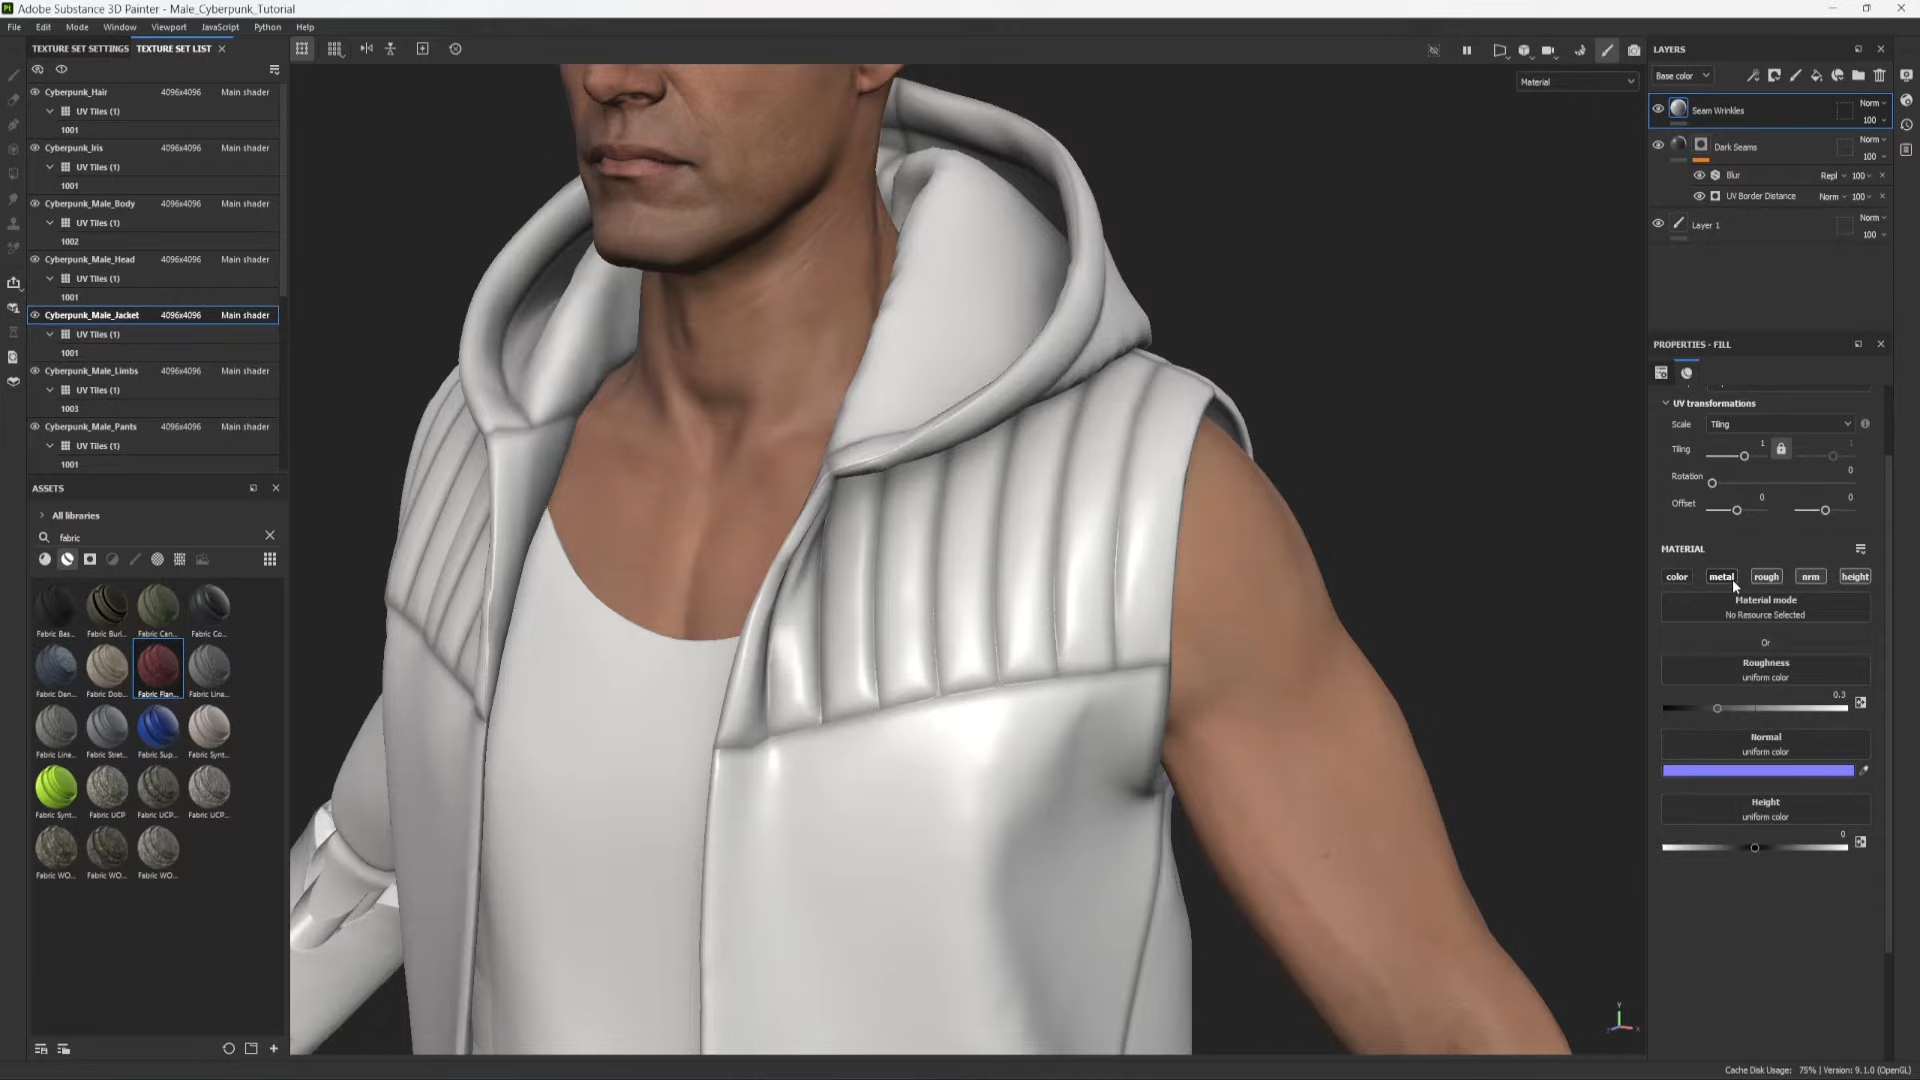 Adobe Substance 3D Painter - Male_Cyberpunk_Tutorial
File Edit Mode Window Viewport JavaScript Python Help
TEXTURE SET SETTINGS TEXTURE SET LIST
Cyberpunk_Hair 4096x4096 Main shader
UV Tiles (1)
1001
Cyberpunk_Iris 4096x4096 Main shader
UV Tiles (1)
1001
Cyberpunk_Male_Body 4096x4096 Main shader
UV Tiles (1)
1002
Cyberpunk_Male_Head 4096x4096 Main shader
UV Tiles (1)
1001
Cyberpunk_Male_Jacket 4096x4096 Main shader
UV Tiles (1)
1001
Cyberpunk_Male_Limbs 4096x4096 Main shader
UV Tiles (1)
1003
Cyberpunk_Male_Pants 4096x4096 Main shader
UV Tiles (1)
1001
ASSETS
All libraries
fabric
Fabric Bas... Fabric Burl... Fabric Can... Fabric Co...
Fabric Den... Fabric Dob... Fabric Flan... Fabric Line...
Fabric Line... Fabric Stret... Fabric Sup... Fabric Synt...
Fabric Synt... Fabric UCP Fabric UCP... Fabric UCP...
Fabric WO... Fabric WO... Fabric WO...
Material
LAYERS
Base color
Seam Wrinkles Norm
100
Dark Seams Norm
100
Blur Repl 100
UV Border Distance Norm 100
Layer 1 Norm
100
PROPERTIES - FILL
UV transformations
Scale Tiling
Tiling 1 1
Rotation 0
Offset 0 0
MATERIAL
color metal rough nrm height
Material mode
No Resource Selected
Or
Roughness
uniform color
0.3
Normal
uniform color
Height
uniform color
0
Y
Cache Disk Usage: 75% | Version: 9.1.0 (OpenGL)